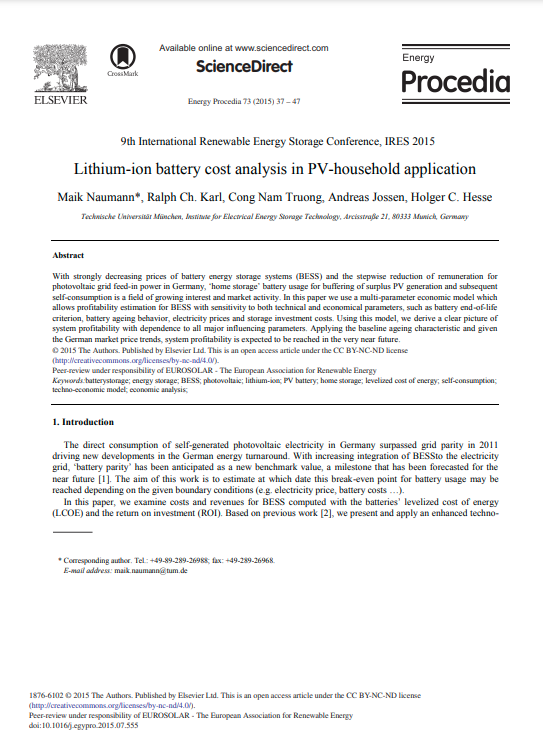 Available online at www.sciencedirect.com
ScienceDirect
Energy Procedia 73 (2015) 37 – 47
ELSEVIER
CrossMark
Energy
Procedia
9th International Renewable Energy Storage Conference, IRES 2015
Lithium-ion battery cost analysis in PV-household application
Maik Naumann*, Ralph Ch. Karl, Cong Nam Truong, Andreas Jossen, Holger C. Hesse
Technische Universität München, Institute for Electrical Energy Storage Technology, Arcisstraße 21, 80333 Munich, Germany
Abstract
With strongly decreasing prices of battery energy storage systems (BESS) and the stepwise reduction of remuneration for
photovoltaic grid feed-in power in Germany, ‘home storage’ battery usage for buffering of surplus PV generation and subsequent
self-consumption is a field of growing interest and market activity. In this paper we use a multi-parameter economic model which
allows profitability estimation for BESS with sensitivity to both technical and economical parameters, such as battery end-of-life
criterion, battery ageing behavior, electricity prices and storage investment costs. Using this model, we derive a clear picture of
system profitability with dependence to all major influencing parameters. Applying the baseline ageing characteristic and given
the German market price trends, system profitability is expected to be reached in the very near future.
© 2015 The Authors. Published by Elsevier Ltd. This is an open access article under the CC BY-NC-ND license
(http://creativecommons.org/licenses/by-nc-nd/4.0/).
Peer-review under responsibility of EUROSOLAR - The European Association for Renewable Energy
Keywords:batterystorage; energy storage; BESS; photovoltaic; lithium-ion; PV battery; home storage; levelized cost of energy; self-consumption;
techno-economic model; economic analysis;
1. Introduction
The direct consumption of self-generated photovoltaic electricity in Germany surpassed grid parity in 2011
driving new developments in the German energy turnaround. With increasing integration of BESSto the electricity
grid, ‘battery parity’ has been anticipated as a new benchmark value, a milestone that has been forecasted for the
near future [1]. The aim of this work is to estimate at which date this break-even point for battery usage may
be reached depending on the given boundary conditions (e.g. electricity price, battery costs …).
In this paper, we examine costs and revenues for BESS computed with the batteries’ levelized cost of energy
(LCOE) and the return on investment (ROI). Based on previous work [2], we present and apply an enhanced techno-
* Corresponding author. Tel.: +49-89-289-26988; fax: +49-289-26968.
E-mail address: maik.naumann@tum.de
1876-6102 © 2015 The Authors. Published by Elsevier Ltd. This is an open access article under the CC BY-NC-ND license
(http://creativecommons.org/licenses/by-nc-nd/4.0/).
Peer-review under responsibility of EUROSOLAR - The European Association for Renewable Energy
doi:10.1016/j.egypro.2015.07.555